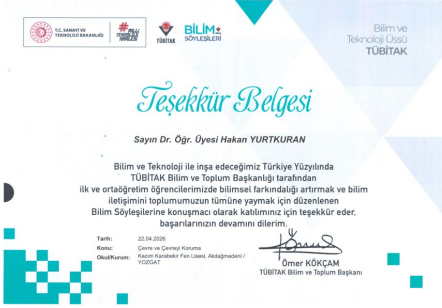 T.C. SANAYİ VE
TEKNOLOJİ BAKANLIĞI
#MİLLİ
TEKNOLOJİ
HAMLESİ
TÜBİTAK
BİLİM
SÖYLEŞİLERİ
Bilim ve
Teknoloji Üssü
TÜBİTAK
Teşekkür Belgesi
Sayın Dr. Öğr. Üyesi Hakan YURTKURAN
Bilim ve Teknoloji ile inşa edeceğimiz Türkiye Yüzyılında
TÜBİTAK Bilim ve Toplum Başkanlığı tarafından
ilk ve ortaöğretim öğrencilerimizde bilimsel farkındalığı artırmak ve bilim
iletişimini toplumumuzun tümüne yaymak için düzenlenen
Bilim Söyleşilerine konuşmacı olarak katılımınız için teşekkür eder,
başarılarınızın devamını dilerim.
Tarih: 22.04.2026
Konu: Çevre ve Çevreyi Koruma
Okul/Kurum: Kazım Karabekir Fen Lisesi, Akdağmadeni /
YOZGAT
Ömer KÖKÇAM
TÜBİTAK Bilim ve Toplum Başkanı